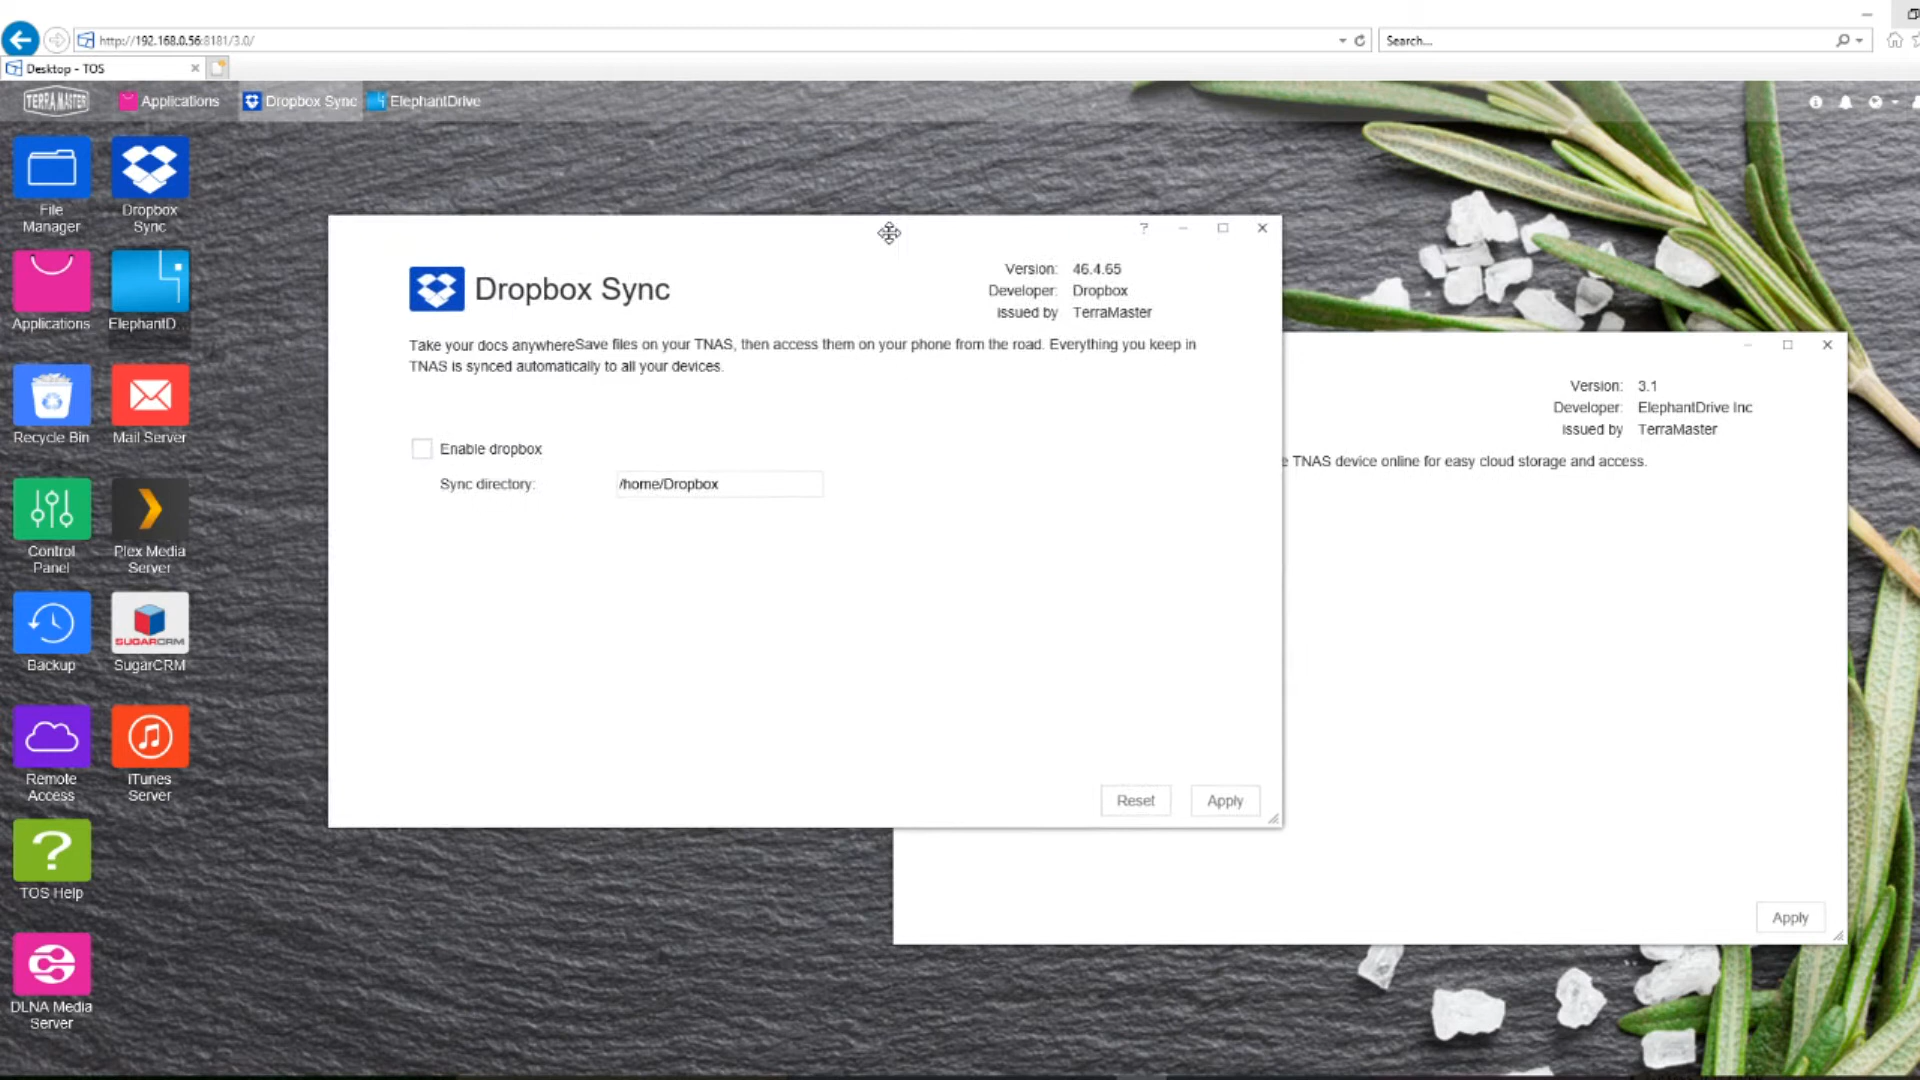 http://192.168.0.56:8181/3.0/
Search...
Desktop - TOS
TERRA MASTER
Applications
Dropbox Sync
ElephantDrive
File Manager
Dropbox Sync
Applications
ElephantD...
Recycle Bin
Mail Server
Control Panel
Plex Media Server
Backup
SUGARCRM
SugarCRM
Remote Access
iTunes Server
TOS Help
DLNA Media Server
?
Dropbox Sync
Version: 46.4.65
Developer: Dropbox
issued by TerraMaster
Take your docs anywhereSave files on your TNAS, then access them on your phone from the road. Everything you keep in
TNAS is synced automatically to all your devices.
Enable dropbox
Sync directory: /home/Dropbox
Reset
Apply
Version: 3.1
Developer: ElephantDrive Inc
issued by TerraMaster
e TNAS device online for easy cloud storage and access.
Apply